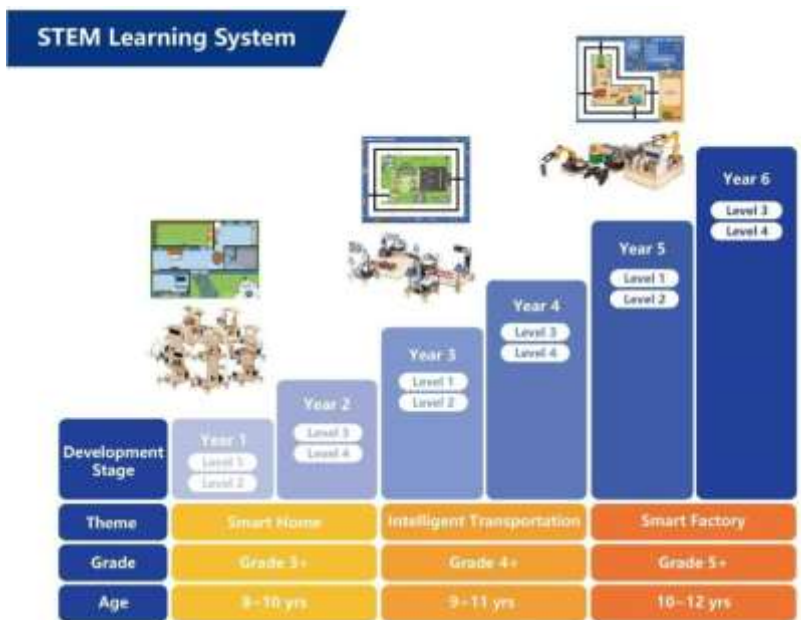 STEM Learning System
Year 6
Level 3
Level 4
Year 5
Level 1
Level 2
Year 4
Level 3
Level 4
Year 3
Level 1
Level 2
Year 2
Level 3
Level 4
Year 1
Level 1
Level 2
Development
Stage
Theme Smart Home Intelligent Transportation Smart Factory
Grade Grade 3+ Grade 4+ Grade 5+
Age 8~10 yrs 9~11 yrs 10~12 yrs